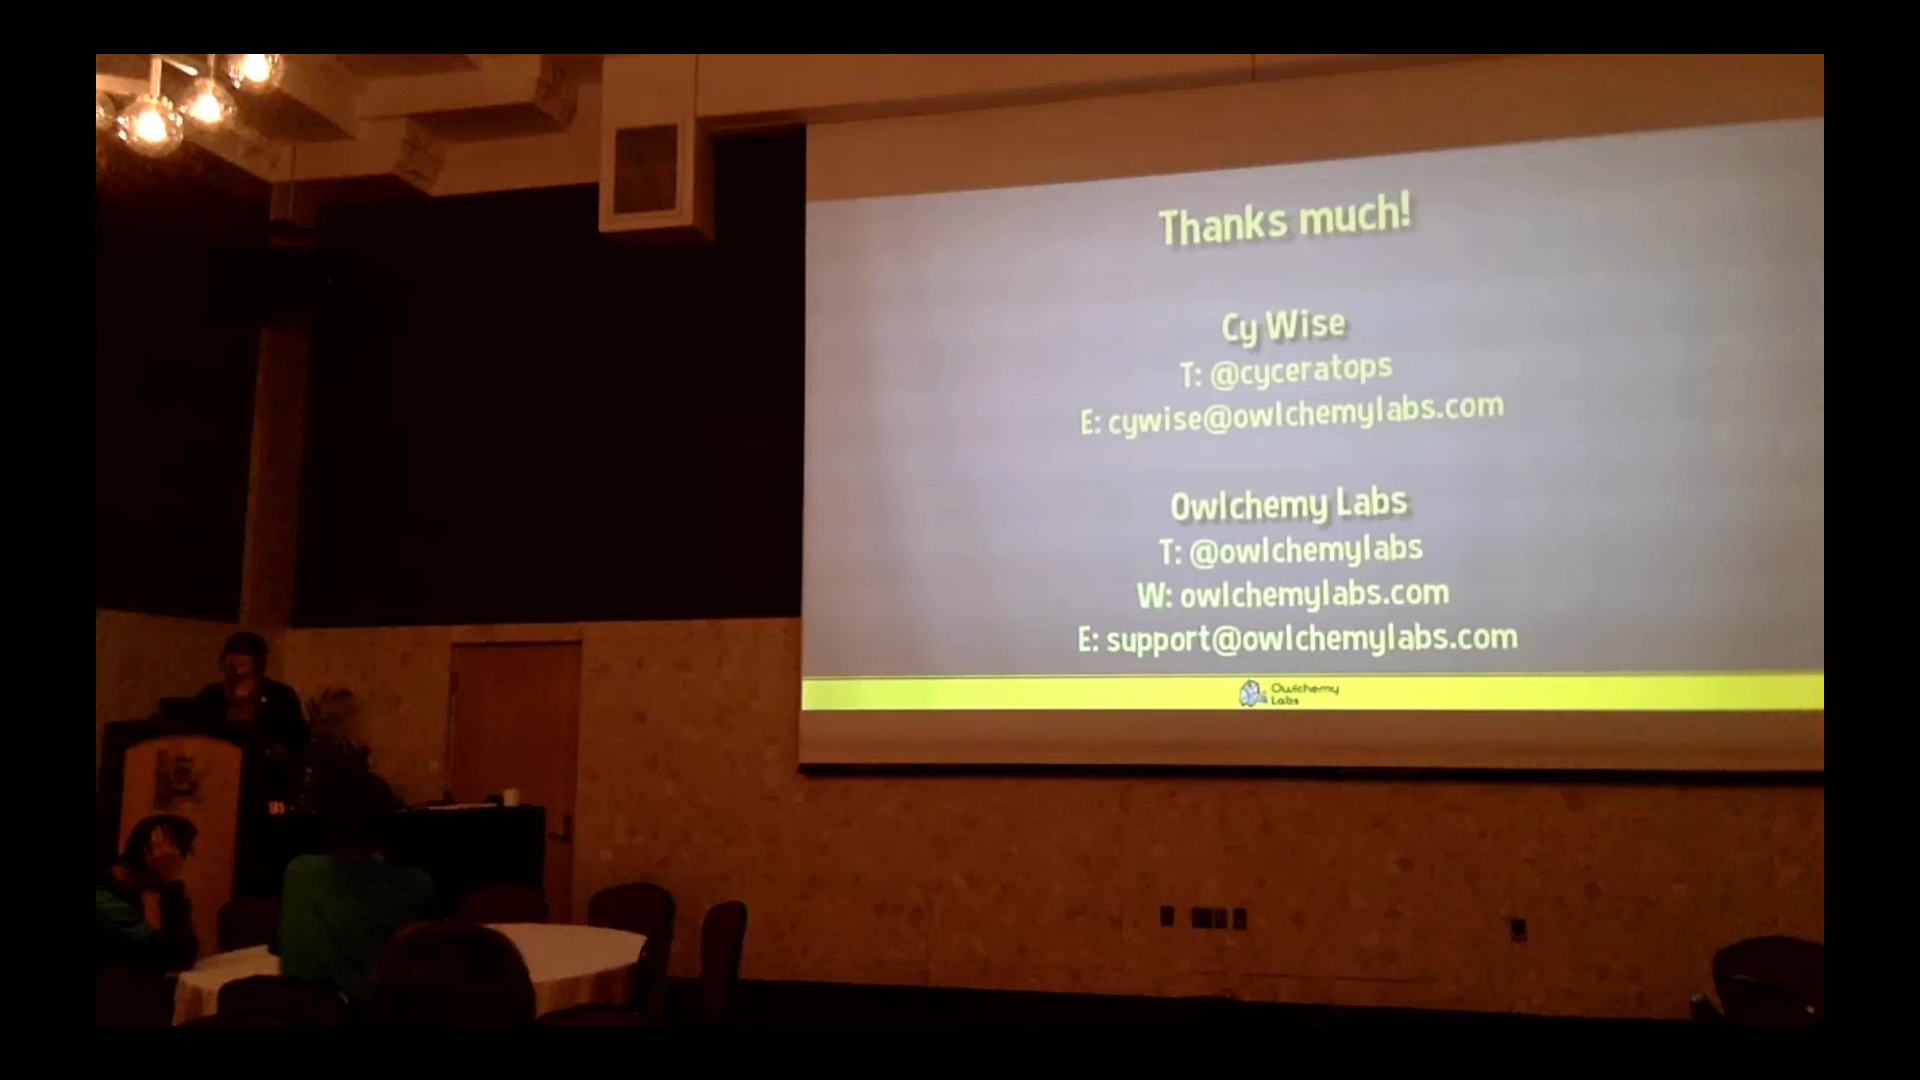 Thanks much!
Cy Wise
T: @cyceratops
E: cywise@owlchemylabs.com
Owlchemy Labs
T: @owlchemylabs
W: owlchemylabs.com
E: support@owlchemylabs.com
Owlchemy
Labs